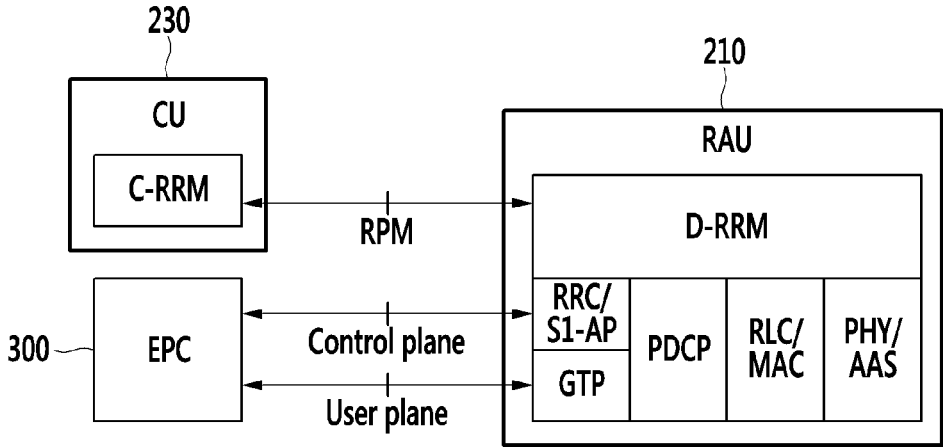 230
CU
C-RRM
210
RAU
D-RRM
RPM
RRC/
S1-AP
GTP
PDCP
RLC/
MAC
PHY/
AAS
300
EPC
Control plane
User plane